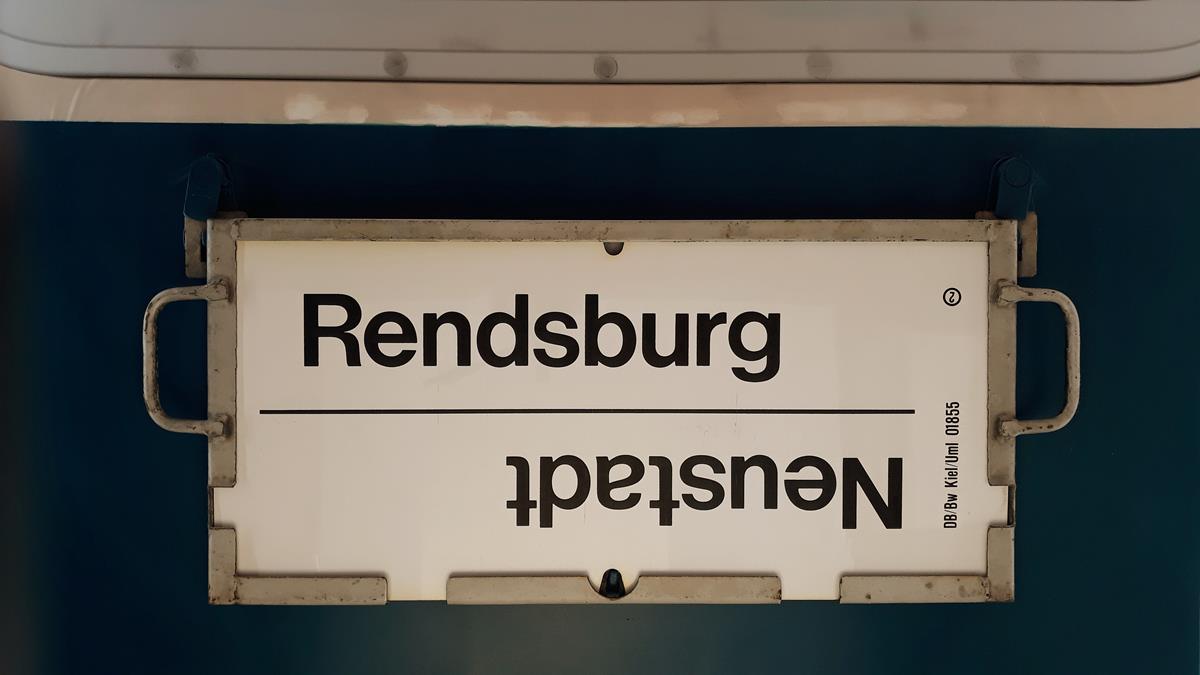 Rendsburg
Neustadt
2
DB/Bw Kiel/Uml 01855